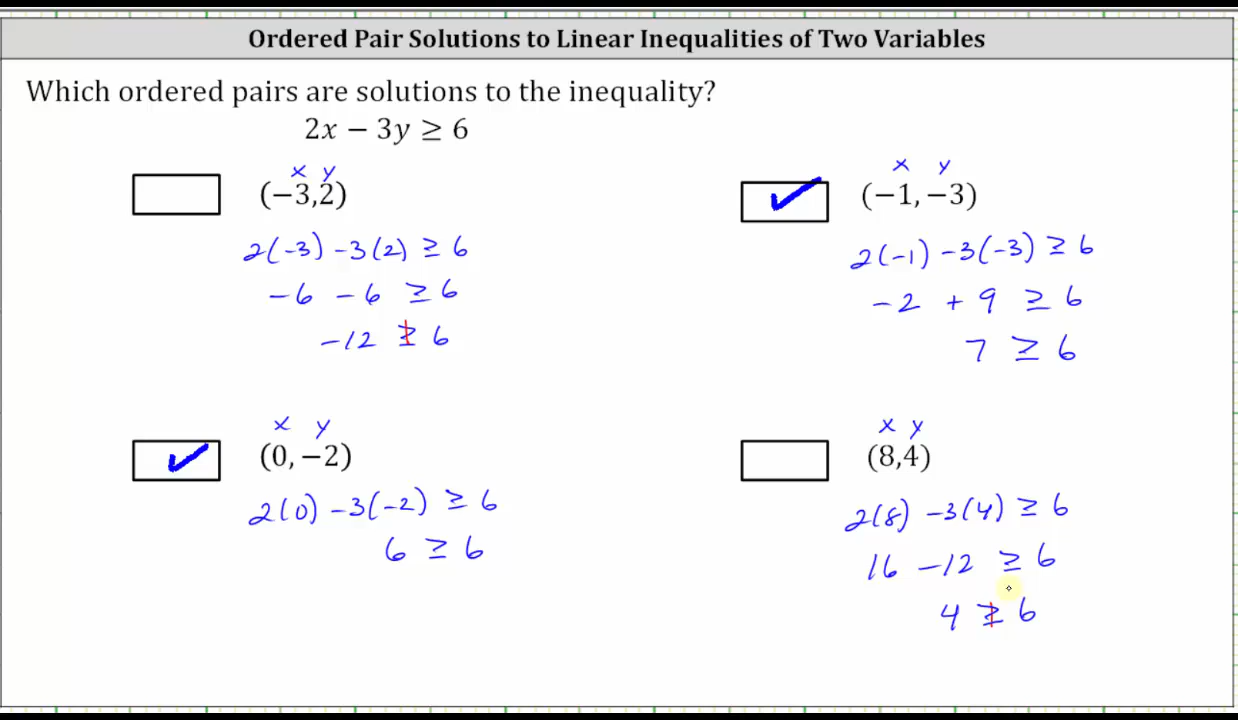 Ordered Pair Solutions to Linear Inequalities of Two Variables
Which ordered pairs are solutions to the inequality?
2x − 3y ≥ 6
x y
(−3,2)
2(-3) -3(2) ≥ 6
-6 -6 ≥ 6
-12 ≱ 6
x y
(−1, −3)
2(-1) -3(-3) ≥ 6
-2 + 9 ≥ 6
7 ≥ 6
x y
(0, −2)
2(0) -3(-2) ≥ 6
6 ≥ 6
x y
(8,4)
2(8) -3(4) ≥ 6
16 -12 ≥ 6
4 ≱ 6